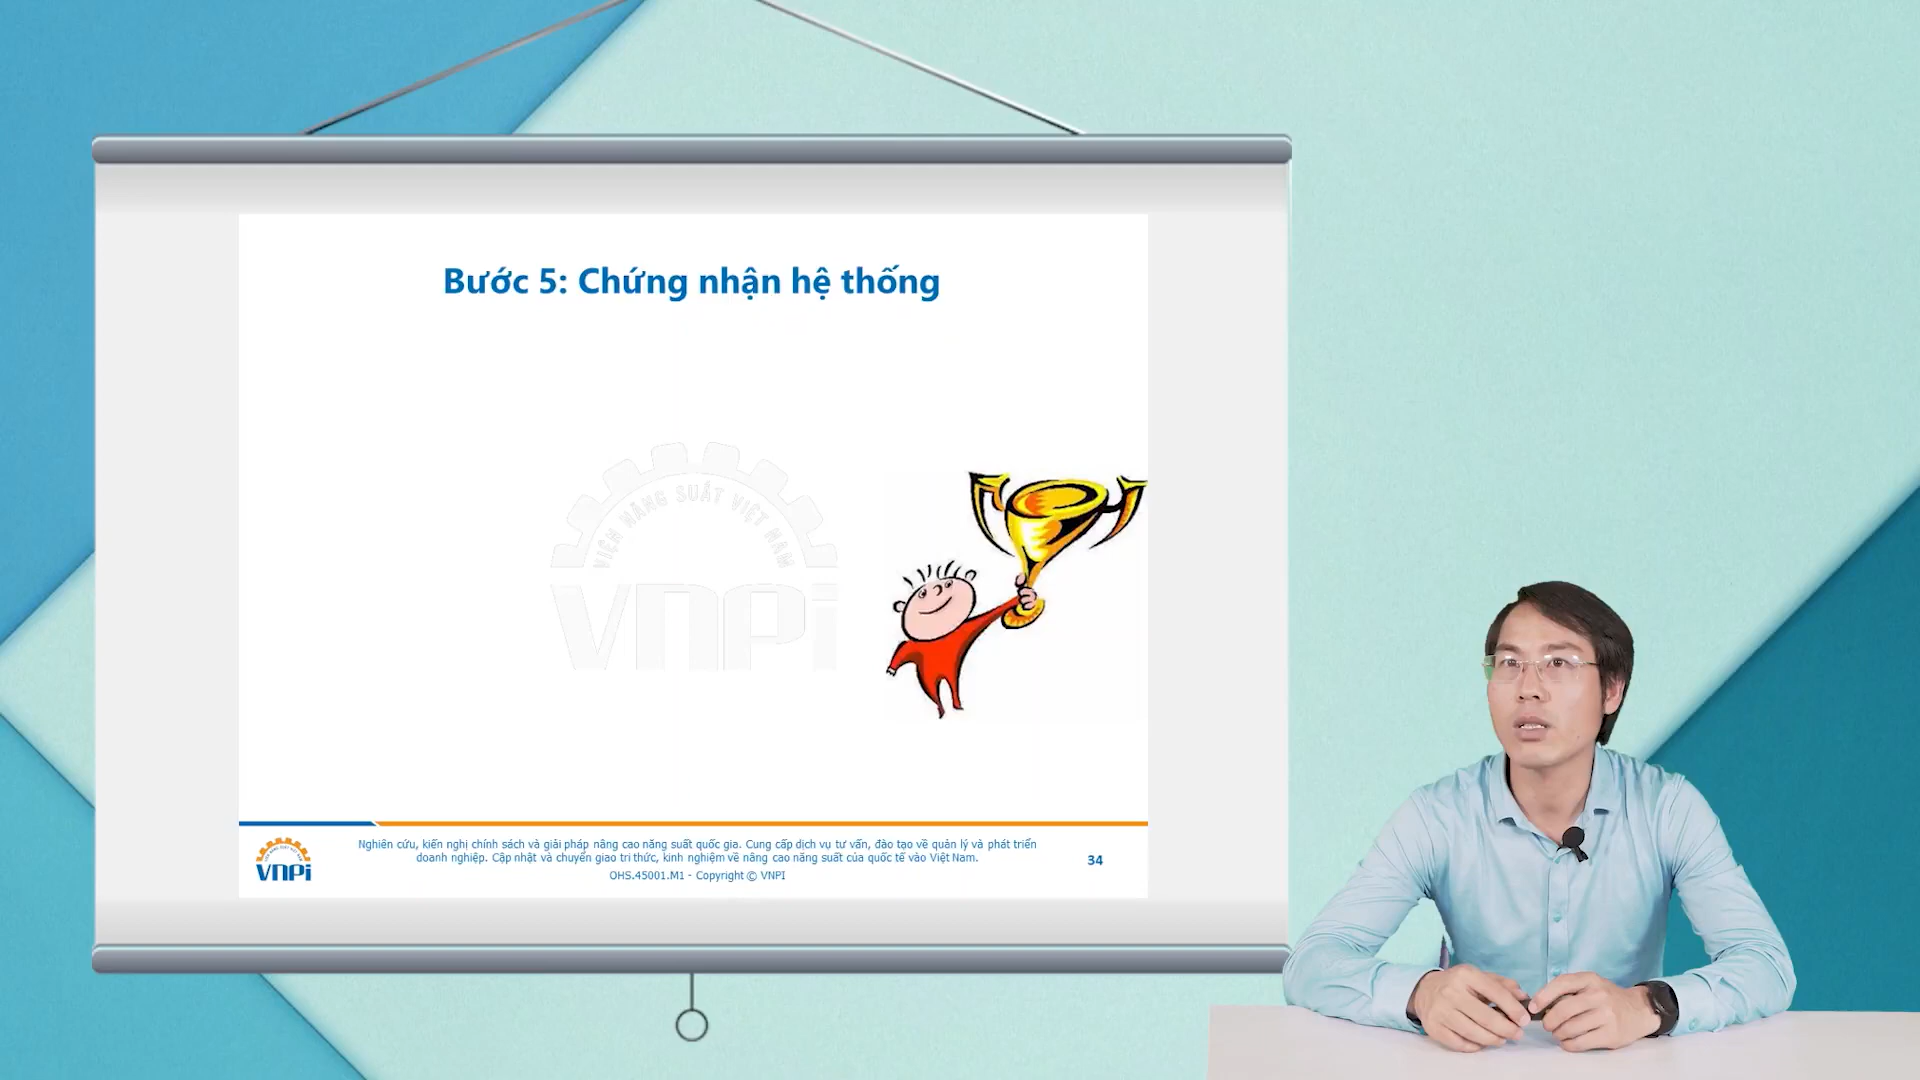 Bước 5: Chứng nhận hệ thống
VIỆN NĂNG SUẤT VIỆT NAM
VNPi
VNPi
Nghiên cứu, kiến nghị chính sách và giải pháp nâng cao năng suất quốc gia. Cung cấp dịch vụ tư vấn, đào tạo về quản lý và phát triển
doanh nghiệp. Cập nhật và chuyển giao tri thức, kinh nghiệm về nâng cao năng suất của quốc tế vào Việt Nam.
OHS.45001.M1 - Copyright © VNPI
34